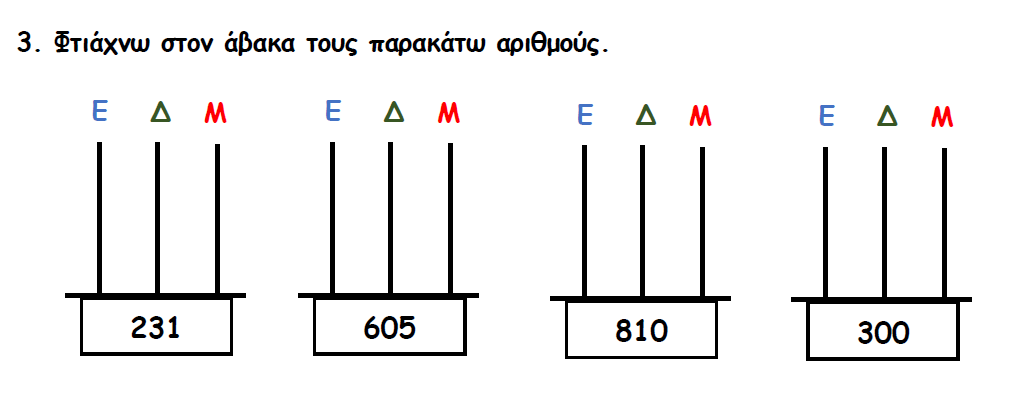 3. Φτιάχνω στον άβακα τους παρακάτω αριθμούς.
Ε Δ Μ Ε Δ Μ Ε Δ Μ Ε Δ Μ
231 605 810 300